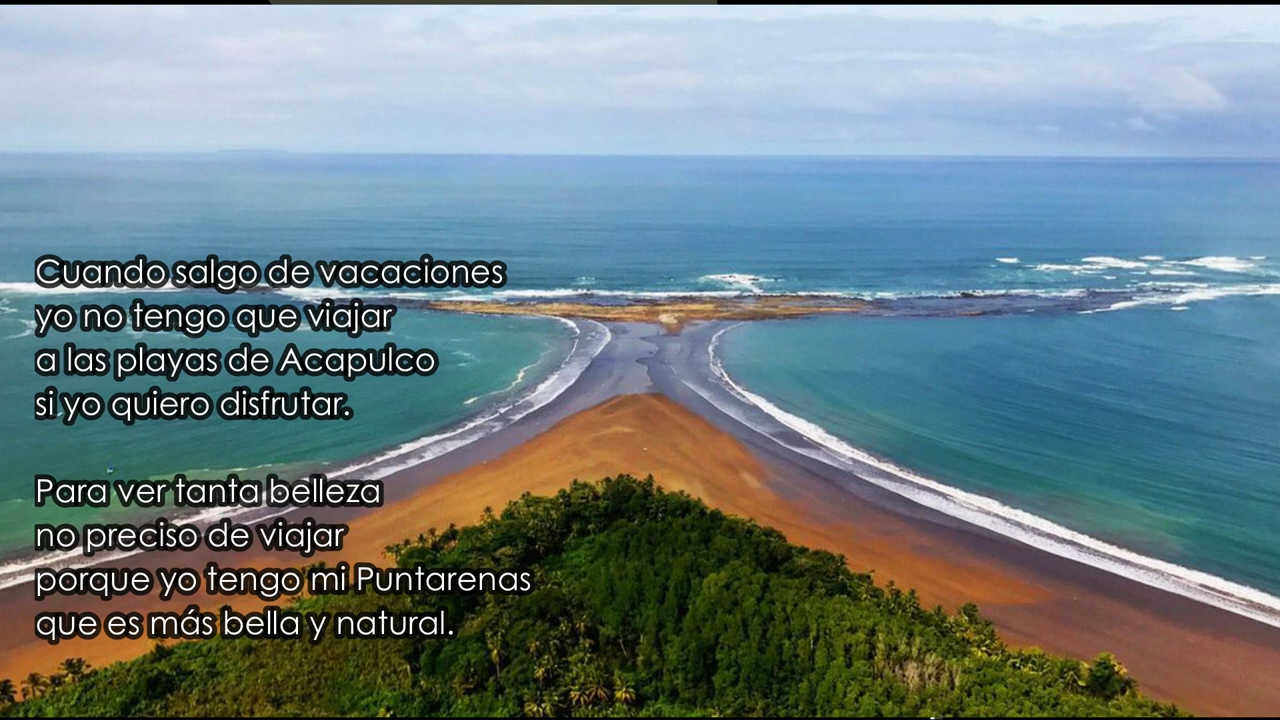 Cuando salgo de vacaciones
yo no tengo que viajar
a las playas de Acapulco
si yo quiero disfrutar.
Para ver tanta belleza
no preciso de viajar
porque yo tengo mi Puntarenas
que es más bella y natural.